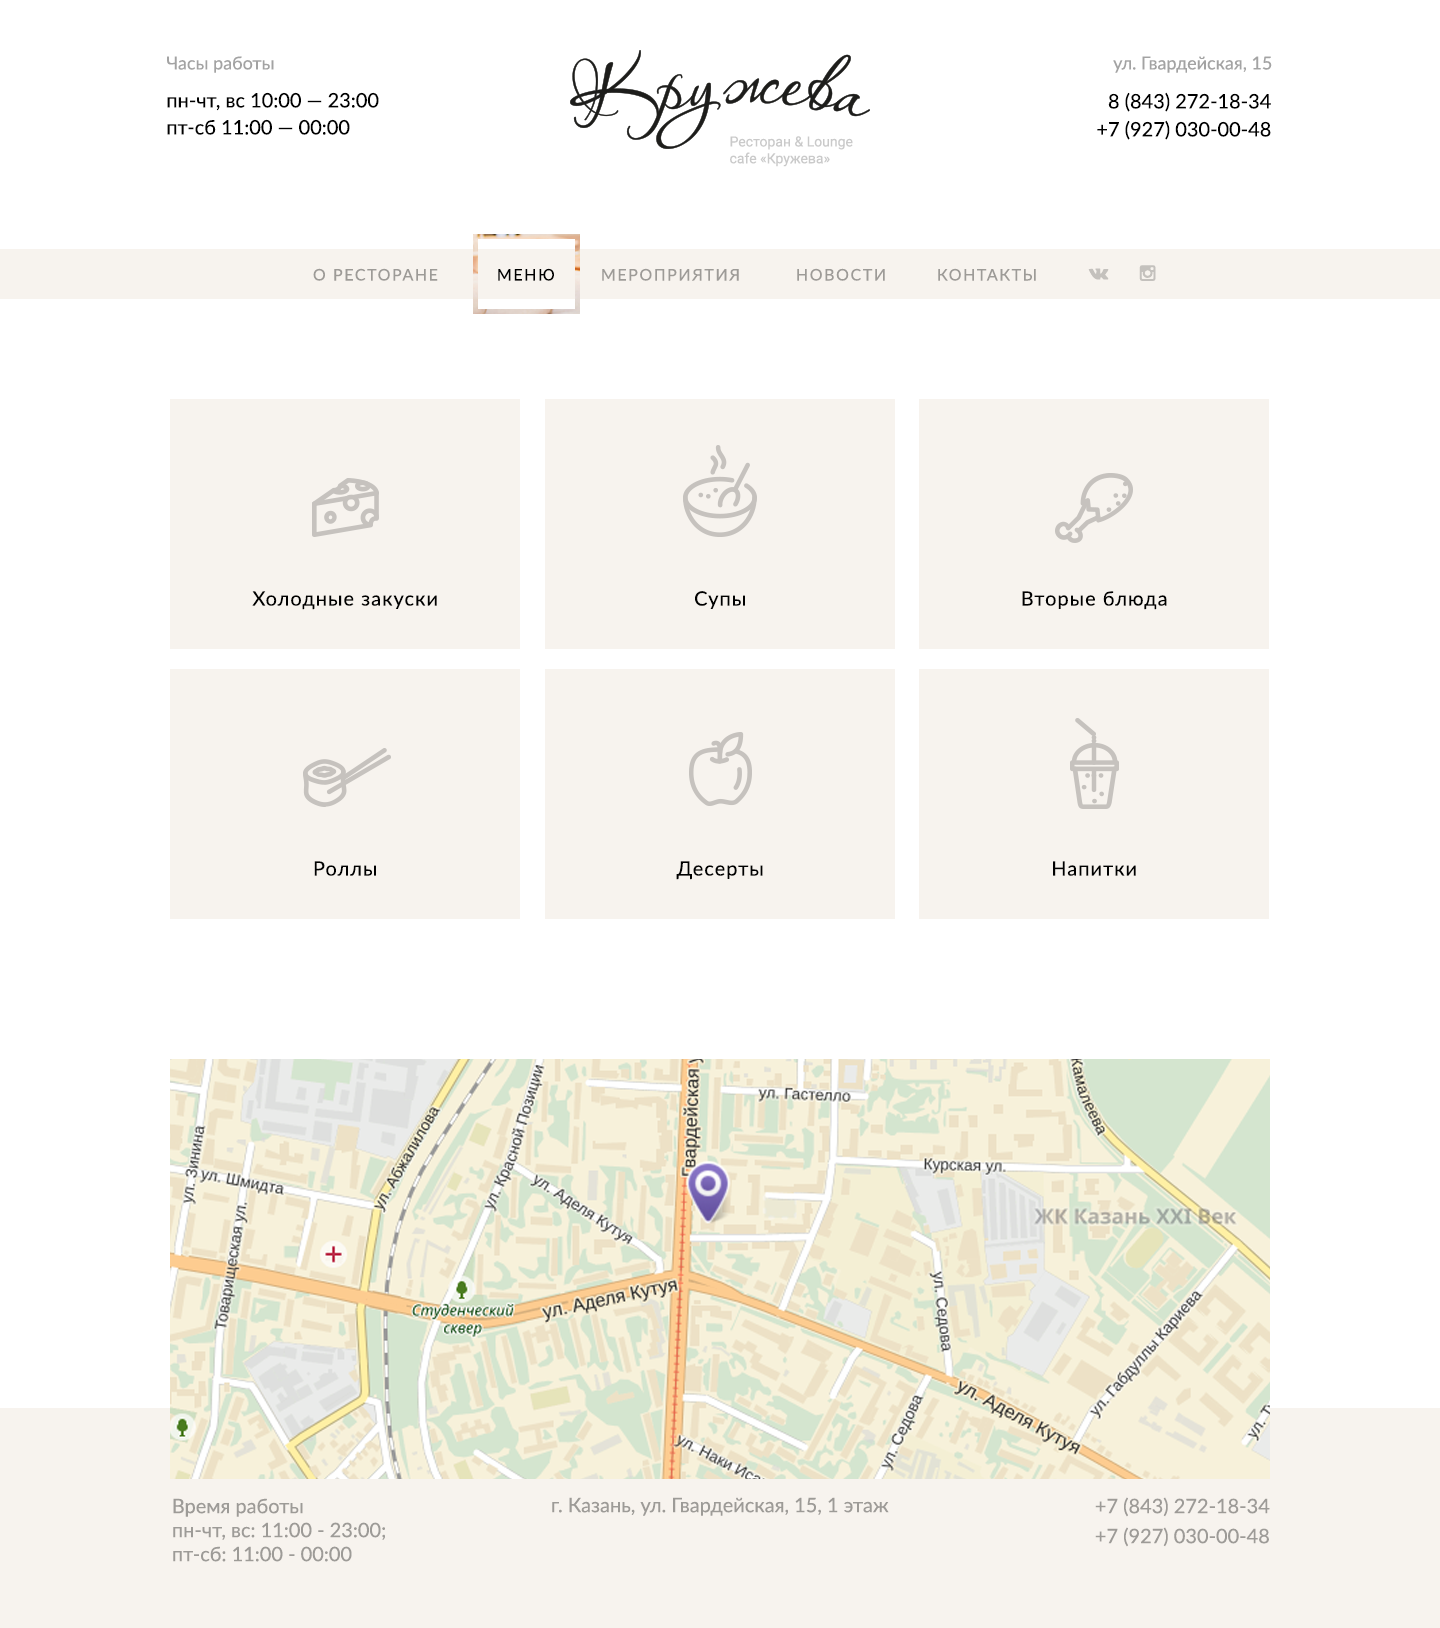 Часы работы
пн-чт, вс 10:00 — 23:00
пт-сб 11:00 — 00:00
Кружева
Ресторан & Lounge
cafe «Кружева»
ул. Гвардейская, 15
8 (843) 272-18-34
+7 (927) 030-00-48
О РЕСТОРАНЕ
МЕНЮ
МЕРОПРИЯТИЯ
НОВОСТИ
КОНТАКТЫ
Холодные закуски
Супы
Вторые блюда
Роллы
Десерты
Напитки
ул. Зинина
ул. Шмидта
Товарищеская ул.
ул. Абжалилова
ул. Красной Позиции
ул. Аделя Кутуя
Гвардейская у
ул. Гастелло
Камалеева
Курская ул.
ЖК Казань XXI Век
Студенческий
сквер
ул. Аделя Кутуя
ул. Седова
ул. Габдуллы Кариева
ул. Аделя Кутуя
ул. Седова
ул. Наки Иса
ул. Т
Время работы
пн-чт, вс: 11:00 - 23:00;
пт-сб: 11:00 - 00:00
г. Казань, ул. Гвардейская, 15, 1 этаж
+7 (843) 272-18-34
+7 (927) 030-00-48